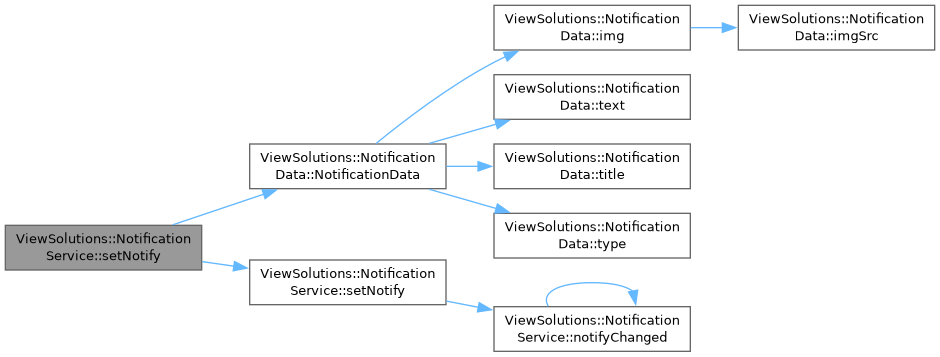 ViewSolutions::Notification
Service::setNotify
ViewSolutions::Notification
Data::NotificationData
ViewSolutions::Notification
Data::img
ViewSolutions::Notification
Data::imgSrc
ViewSolutions::Notification
Data::text
ViewSolutions::Notification
Data::title
ViewSolutions::Notification
Data::type
ViewSolutions::Notification
Service::setNotify
ViewSolutions::Notification
Service::notifyChanged